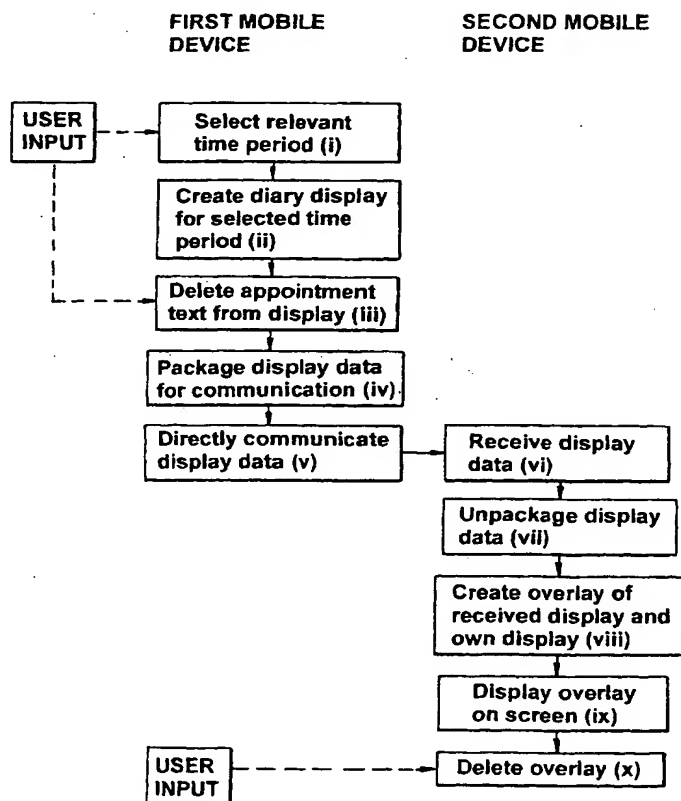 FIRST MOBILE
DEVICE
SECOND MOBILE
DEVICE
USER
INPUT
Select relevant
time period (i)
Create diary display
for selected time
period (ii)
Delete appointment
text from display (iii)
Package display data
for communication (iv)
Directly communicate
display data (v)
Receive display
data (vi)
Unpackage display
data (vii)
Create overlay of
received display and
own display (viii)
Display overlay
on screen (ix)
USER
INPUT
Delete overlay (x)